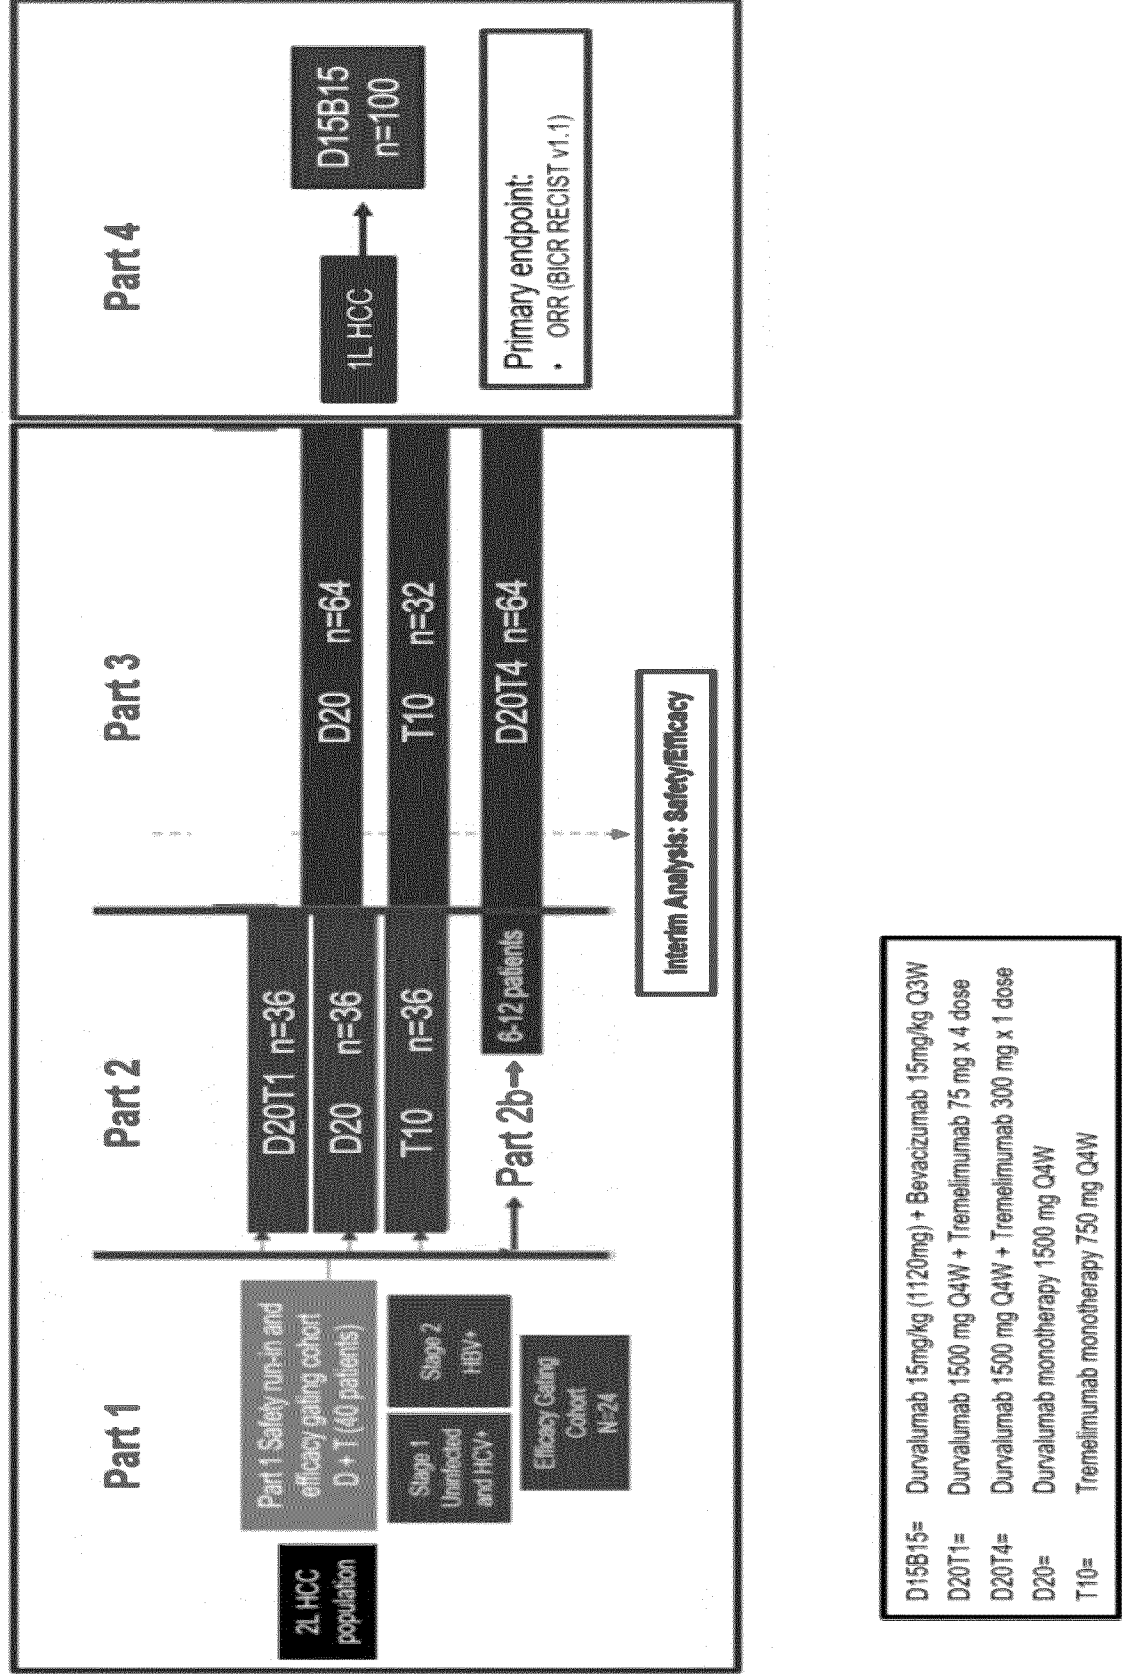 Part 1
2L HCC
population
Part 1 Safety run-in and
efficacy gating cohort
D + T (40 patients)
Stage 1
Uninfected
and HCV+
Stage 2
HBV+
Efficacy Gating
Cohort
N=24
Part 2
D20T1 n=36
D20 n=36
T10 n=36
Part 2b→
6-12 patients
Part 3
D20 n=64
T10 n=32
D20T4 n=64
Interim Analysis: Safety/Efficacy
Part 4
1L HCC
D15B15
n=100
Primary endpoint:
• ORR (BICR RECIST v1.1)
D15B15= Durvalumab 15mg/kg (1120mg) + Bevacizumab 15mg/kg Q3W
D20T1= Durvalumab 1500 mg Q4W + Tremelimumab 75 mg x 4 dose
D20T4= Durvalumab 1500 mg Q4W + Tremelimumab 300 mg x 1 dose
D20= Durvalumab monotherapy 1500 mg Q4W
T10= Tremelimumab monotherapy 750 mg Q4W